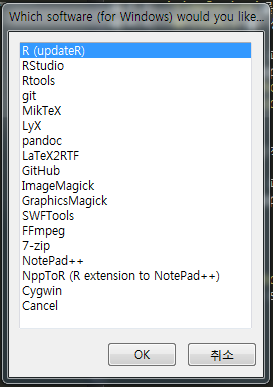 Which software (for Windows) would you like...
R (updateR)
RStudio
Rtools
git
MikTeX
LyX
pandoc
LaTeX2RTF
GitHub
ImageMagick
GraphicsMagick
SWFTools
FFmpeg
7-zip
NotePad++
NppToR (R extension to NotePad++)
Cygwin
Cancel
OK
취소